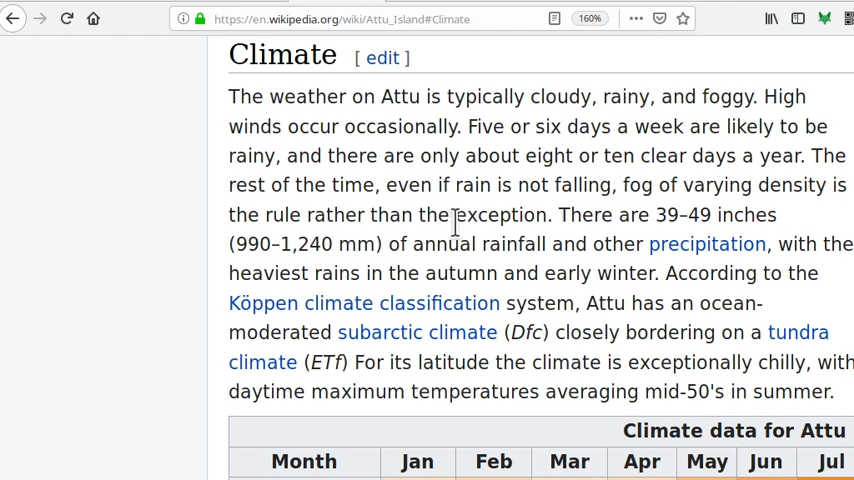 https://en.wikipedia.org/wiki/Attu_Island#Climate
160%
Climate [ edit ]
The weather on Attu is typically cloudy, rainy, and foggy. High
winds occur occasionally. Five or six days a week are likely to be
rainy, and there are only about eight or ten clear days a year. The
rest of the time, even if rain is not falling, fog of varying density is
the rule rather than the exception. There are 39–49 inches
(990–1,240 mm) of annual rainfall and other precipitation, with the
heaviest rains in the autumn and early winter. According to the
Köppen climate classification system, Attu has an ocean-
moderated subarctic climate (Dfc) closely bordering on a tundra
climate (ETf) For its latitude the climate is exceptionally chilly, with
daytime maximum temperatures averaging mid-50's in summer.
Climate data for Attu
Month Jan Feb Mar Apr May Jun Jul